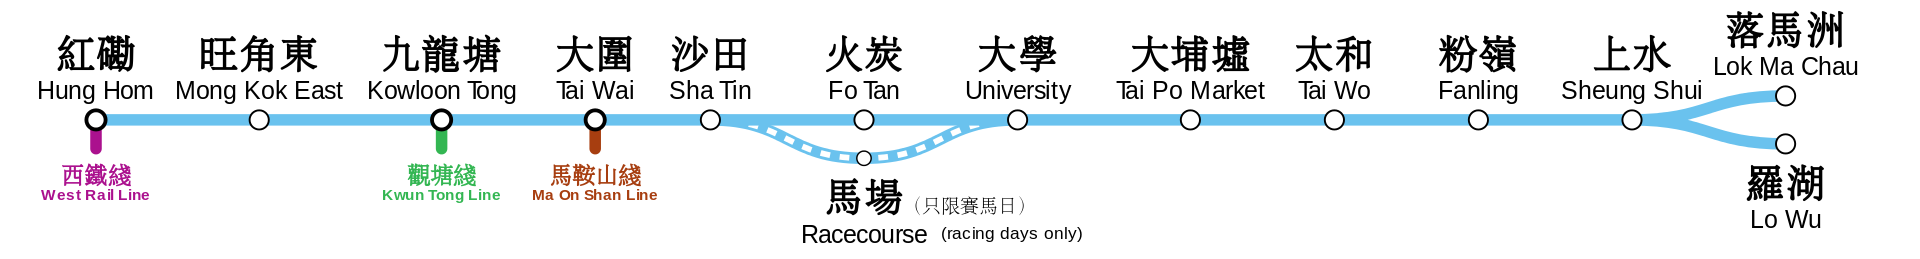 紅磡
Hung Hom
旺角東
Mong Kok East
九龍塘
Kowloon Tong
大圍
Tai Wai
沙田
Sha Tin
火炭
Fo Tan
大學
University
大埔墟
Tai Po Market
太和
Tai Wo
粉嶺
Fanling
上水
Sheung Shui
落馬洲
Lok Ma Chau
西鐵綫
West Rail Line
觀塘綫
Kwun Tong Line
馬鞍山綫
Ma On Shan Line
馬場（只限賽馬日）
Racecourse (racing days only)
羅湖
Lo Wu